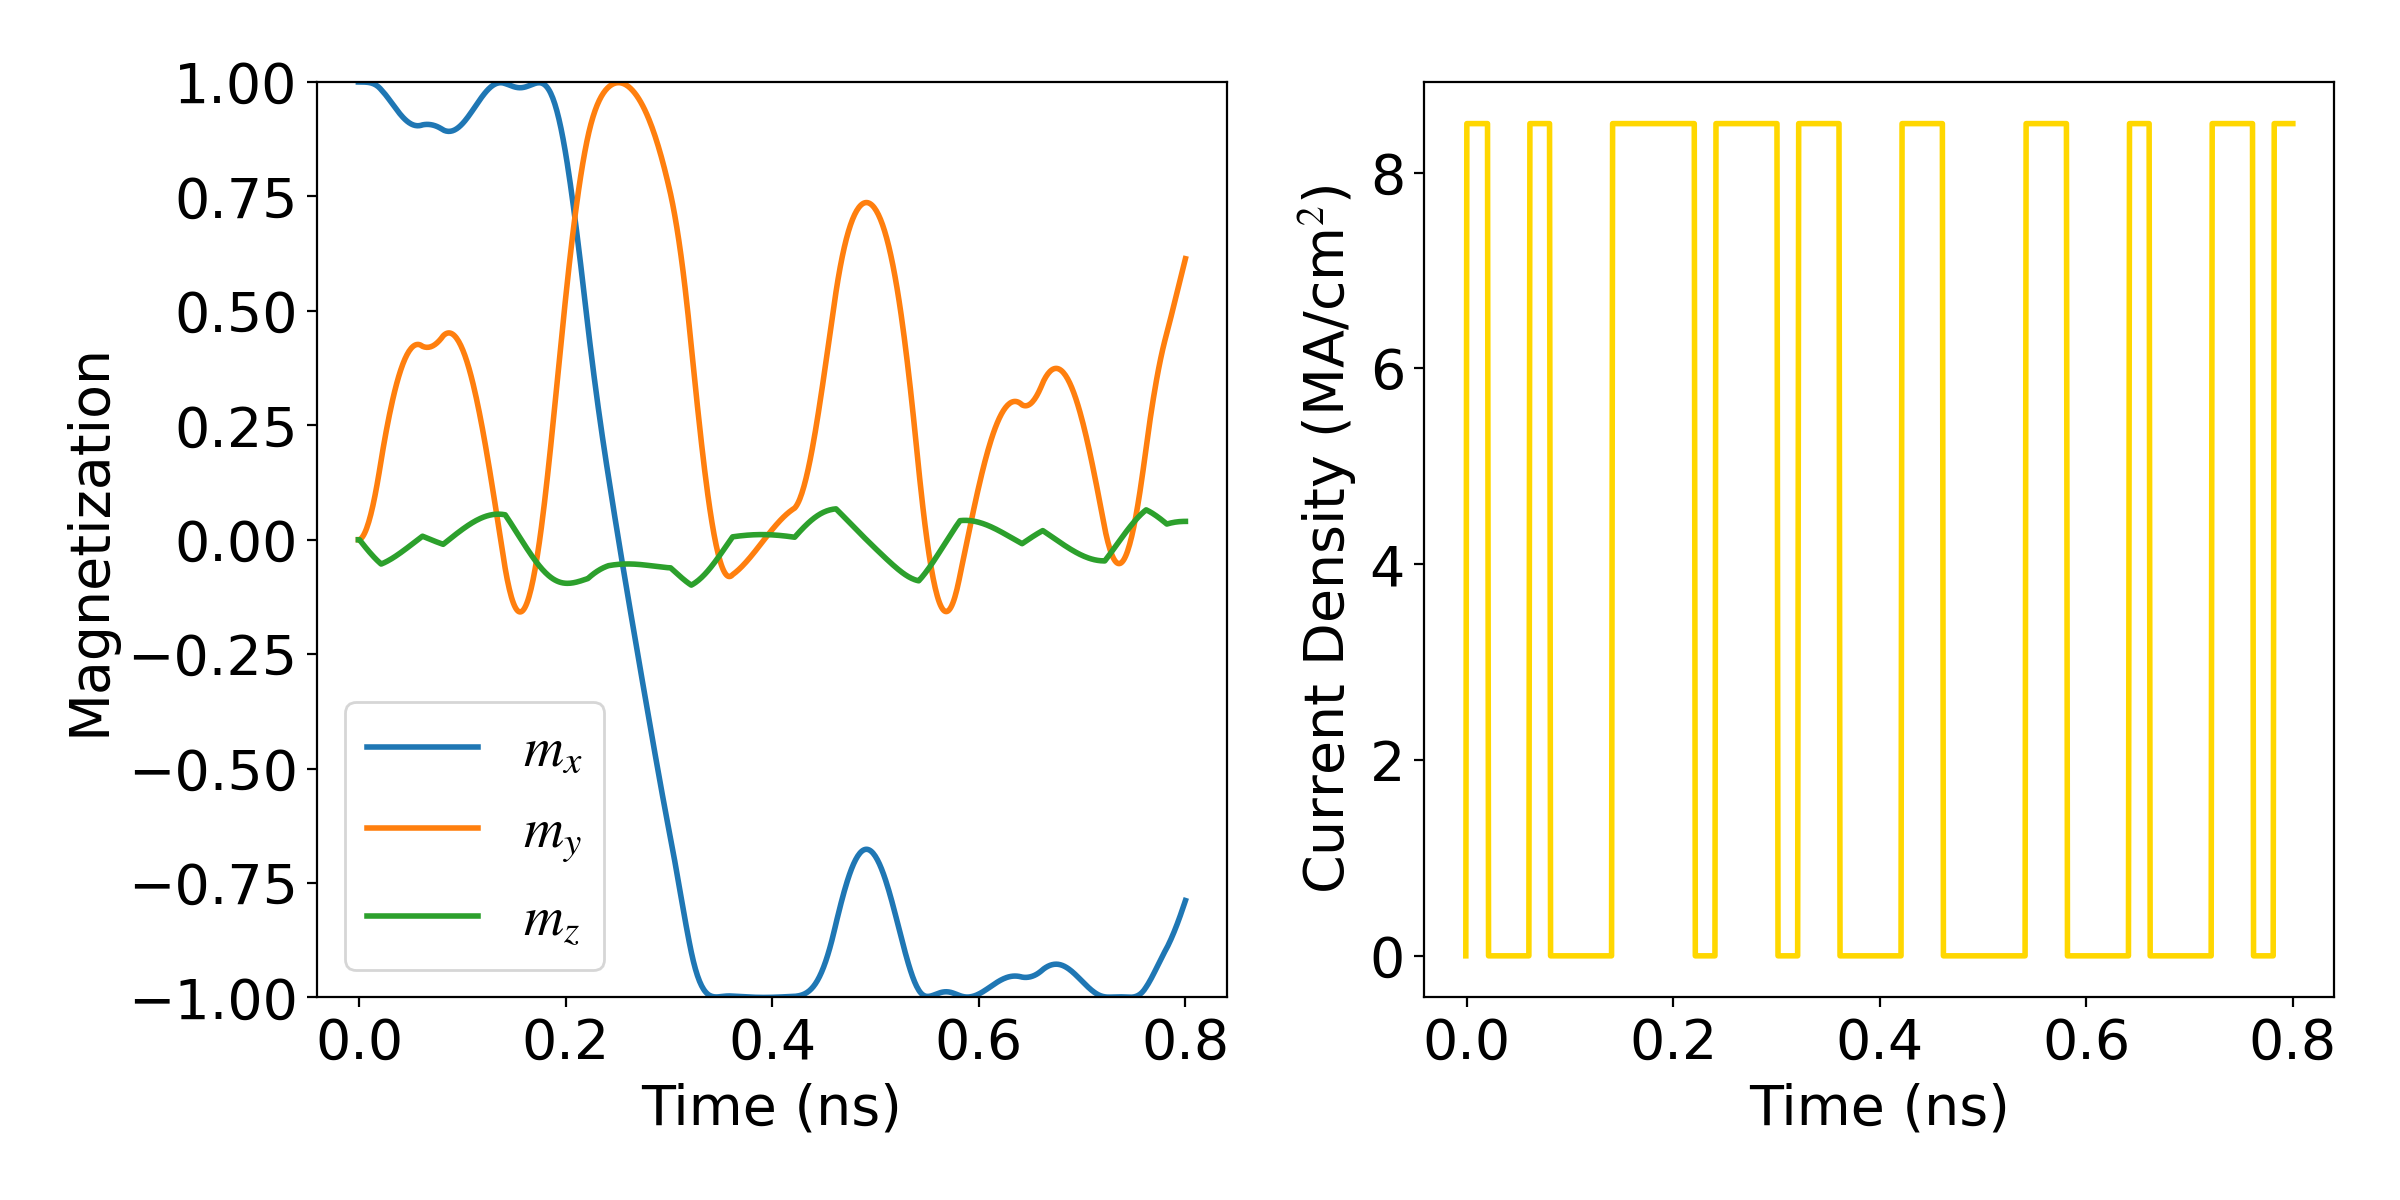 Magnetization
1.00
0.75
0.50
0.25
0.00
−0.25
−0.50
−0.75
−1.00
m_x
m_y
m_z
0.0 0.2 0.4 0.6 0.8
Time (ns)
Current Density (MA/cm²)
8
6
4
2
0
0.0 0.2 0.4 0.6 0.8
Time (ns)